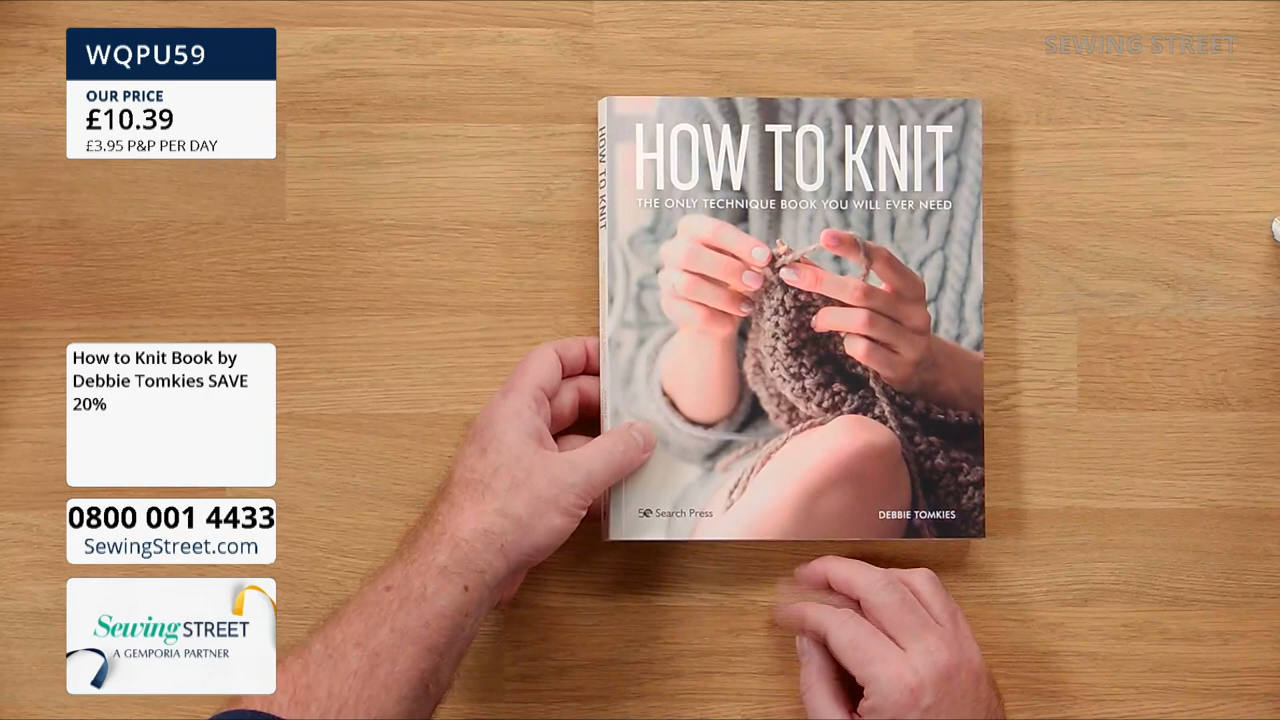 WQPU59
OUR PRICE
£10.39
£3.95 P&P PER DAY
How to Knit Book by
Debbie Tomkies SAVE
20%
0800 001 4433
SewingStreet.com
Sewing STREET
A GEMPORIA PARTNER
SEWING STREET
HOW TO KNIT
HOW TO KNIT
THE ONLY TECHNIQUE BOOK YOU WILL EVER NEED
Search Press
DEBBIE TOMKIES